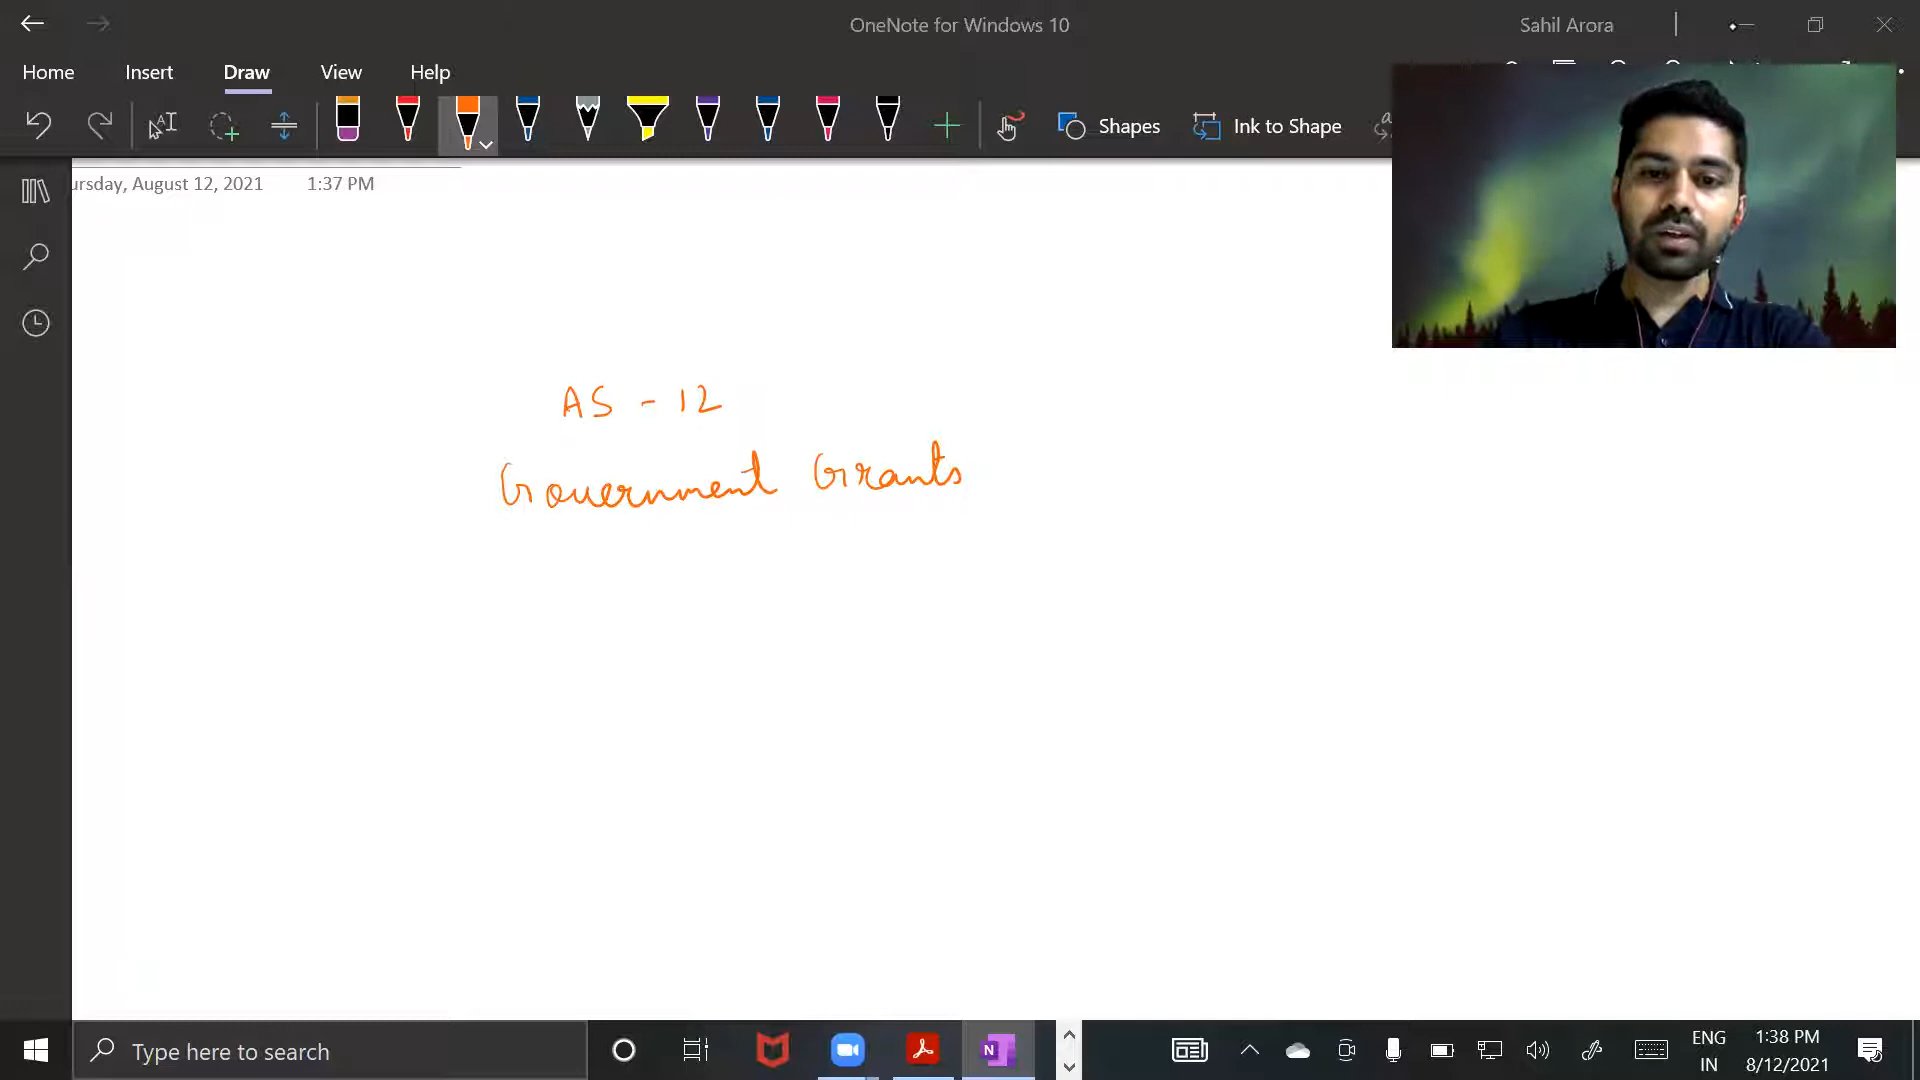 OneNote for Windows 10
Sahil Arora
Home Insert Draw View Help
Shapes Ink to Shape
ursday, August 12, 2021 1:37 PM
AS - 12
Government Grants
Type here to search
ENG 1:38 PM
IN 8/12/2021